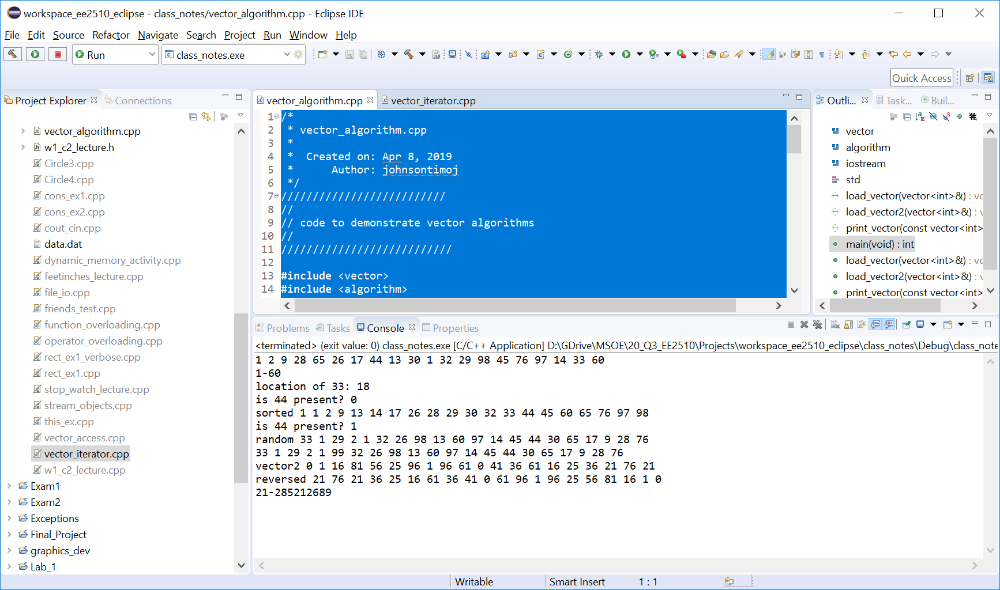 workspace_ee2510_eclipse - class_notes/vector_algorithm.cpp - Eclipse IDE
File Edit Source Refactor Navigate Search Project Run Window Help
Run class_notes.exe
Quick Access
Project Explorer Connections
vector_algorithm.cpp
w1_c2_lecture.h
Circle3.cpp
Circle4.cpp
cons_ex1.cpp
cons_ex2.cpp
cout_cin.cpp
data.dat
dynamic_memory_activity.cpp
feetinches_lecture.cpp
file_io.cpp
friends_test.cpp
function_overloading.cpp
operator_overloading.cpp
rect_ex1_verbose.cpp
rect_ex1.cpp
stop_watch_lecture.cpp
stream_objects.cpp
this_ex.cpp
vector_access.cpp
vector_iterator.cpp
w1_c2_lecture.cpp
Exam1
Exam2
Exceptions
Final_Project
graphics_dev
Lab_1
vector_algorithm.cpp vector_iterator.cpp
1 /*
2 * vector_algorithm.cpp
3 *
4 * Created on: Apr 8, 2019
5 * Author: johnsontimoj
6 */
7 //////////////////////////
8 //
9 // code to demonstrate vector algorithms
10 //
11 ///////////////////////////
12
13 #include <vector>
14 #include <algorithm>
Outli... Task... Buil...
vector
algorithm
iostream
std
load_vector(vector<int>&) : vo
load_vector2(vector<int>&) : v
print_vector(const vector<int>
main(void) : int
load_vector(vector<int>&) : vo
load_vector2(vector<int>&) : v
print_vector(const vector<int>
Problems Tasks Console Properties
<terminated> (exit value: 0) class_notes.exe [C/C++ Application] D:\GDrive\MSOE\20_Q3_EE2510\Projects\workspace_ee2510_eclipse\class_notes\Debug\class_note
1 2 9 28 65 26 17 44 13 30 1 32 29 98 45 76 97 14 33 60
1-60
location of 33: 18
is 44 present? 0
sorted 1 1 2 9 13 14 17 26 28 29 30 32 33 44 45 60 65 76 97 98
is 44 present? 1
random 33 1 29 2 1 32 26 98 13 60 97 14 45 44 30 65 17 9 28 76
33 1 29 2 1 99 32 26 98 13 60 97 14 45 44 30 65 17 9 28 76
vector2 0 1 16 81 56 25 96 1 96 61 0 41 36 61 16 25 36 21 76 21
reversed 21 76 21 36 25 16 61 36 41 0 61 96 1 96 25 56 81 16 1 0
21-285212689
Writable Smart Insert 1 : 1